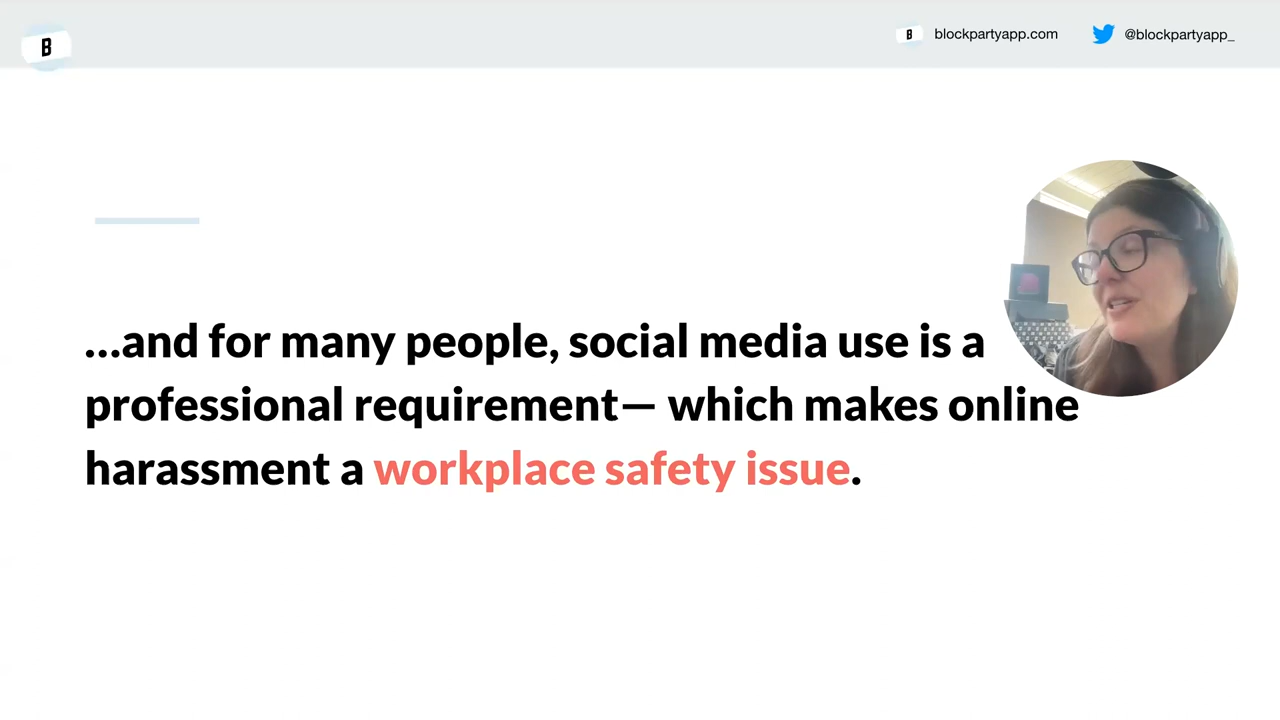 B
B blockpartyapp.com @blockpartyapp_
...and for many people, social media use is a
professional requirement— which makes online
harassment a workplace safety issue.